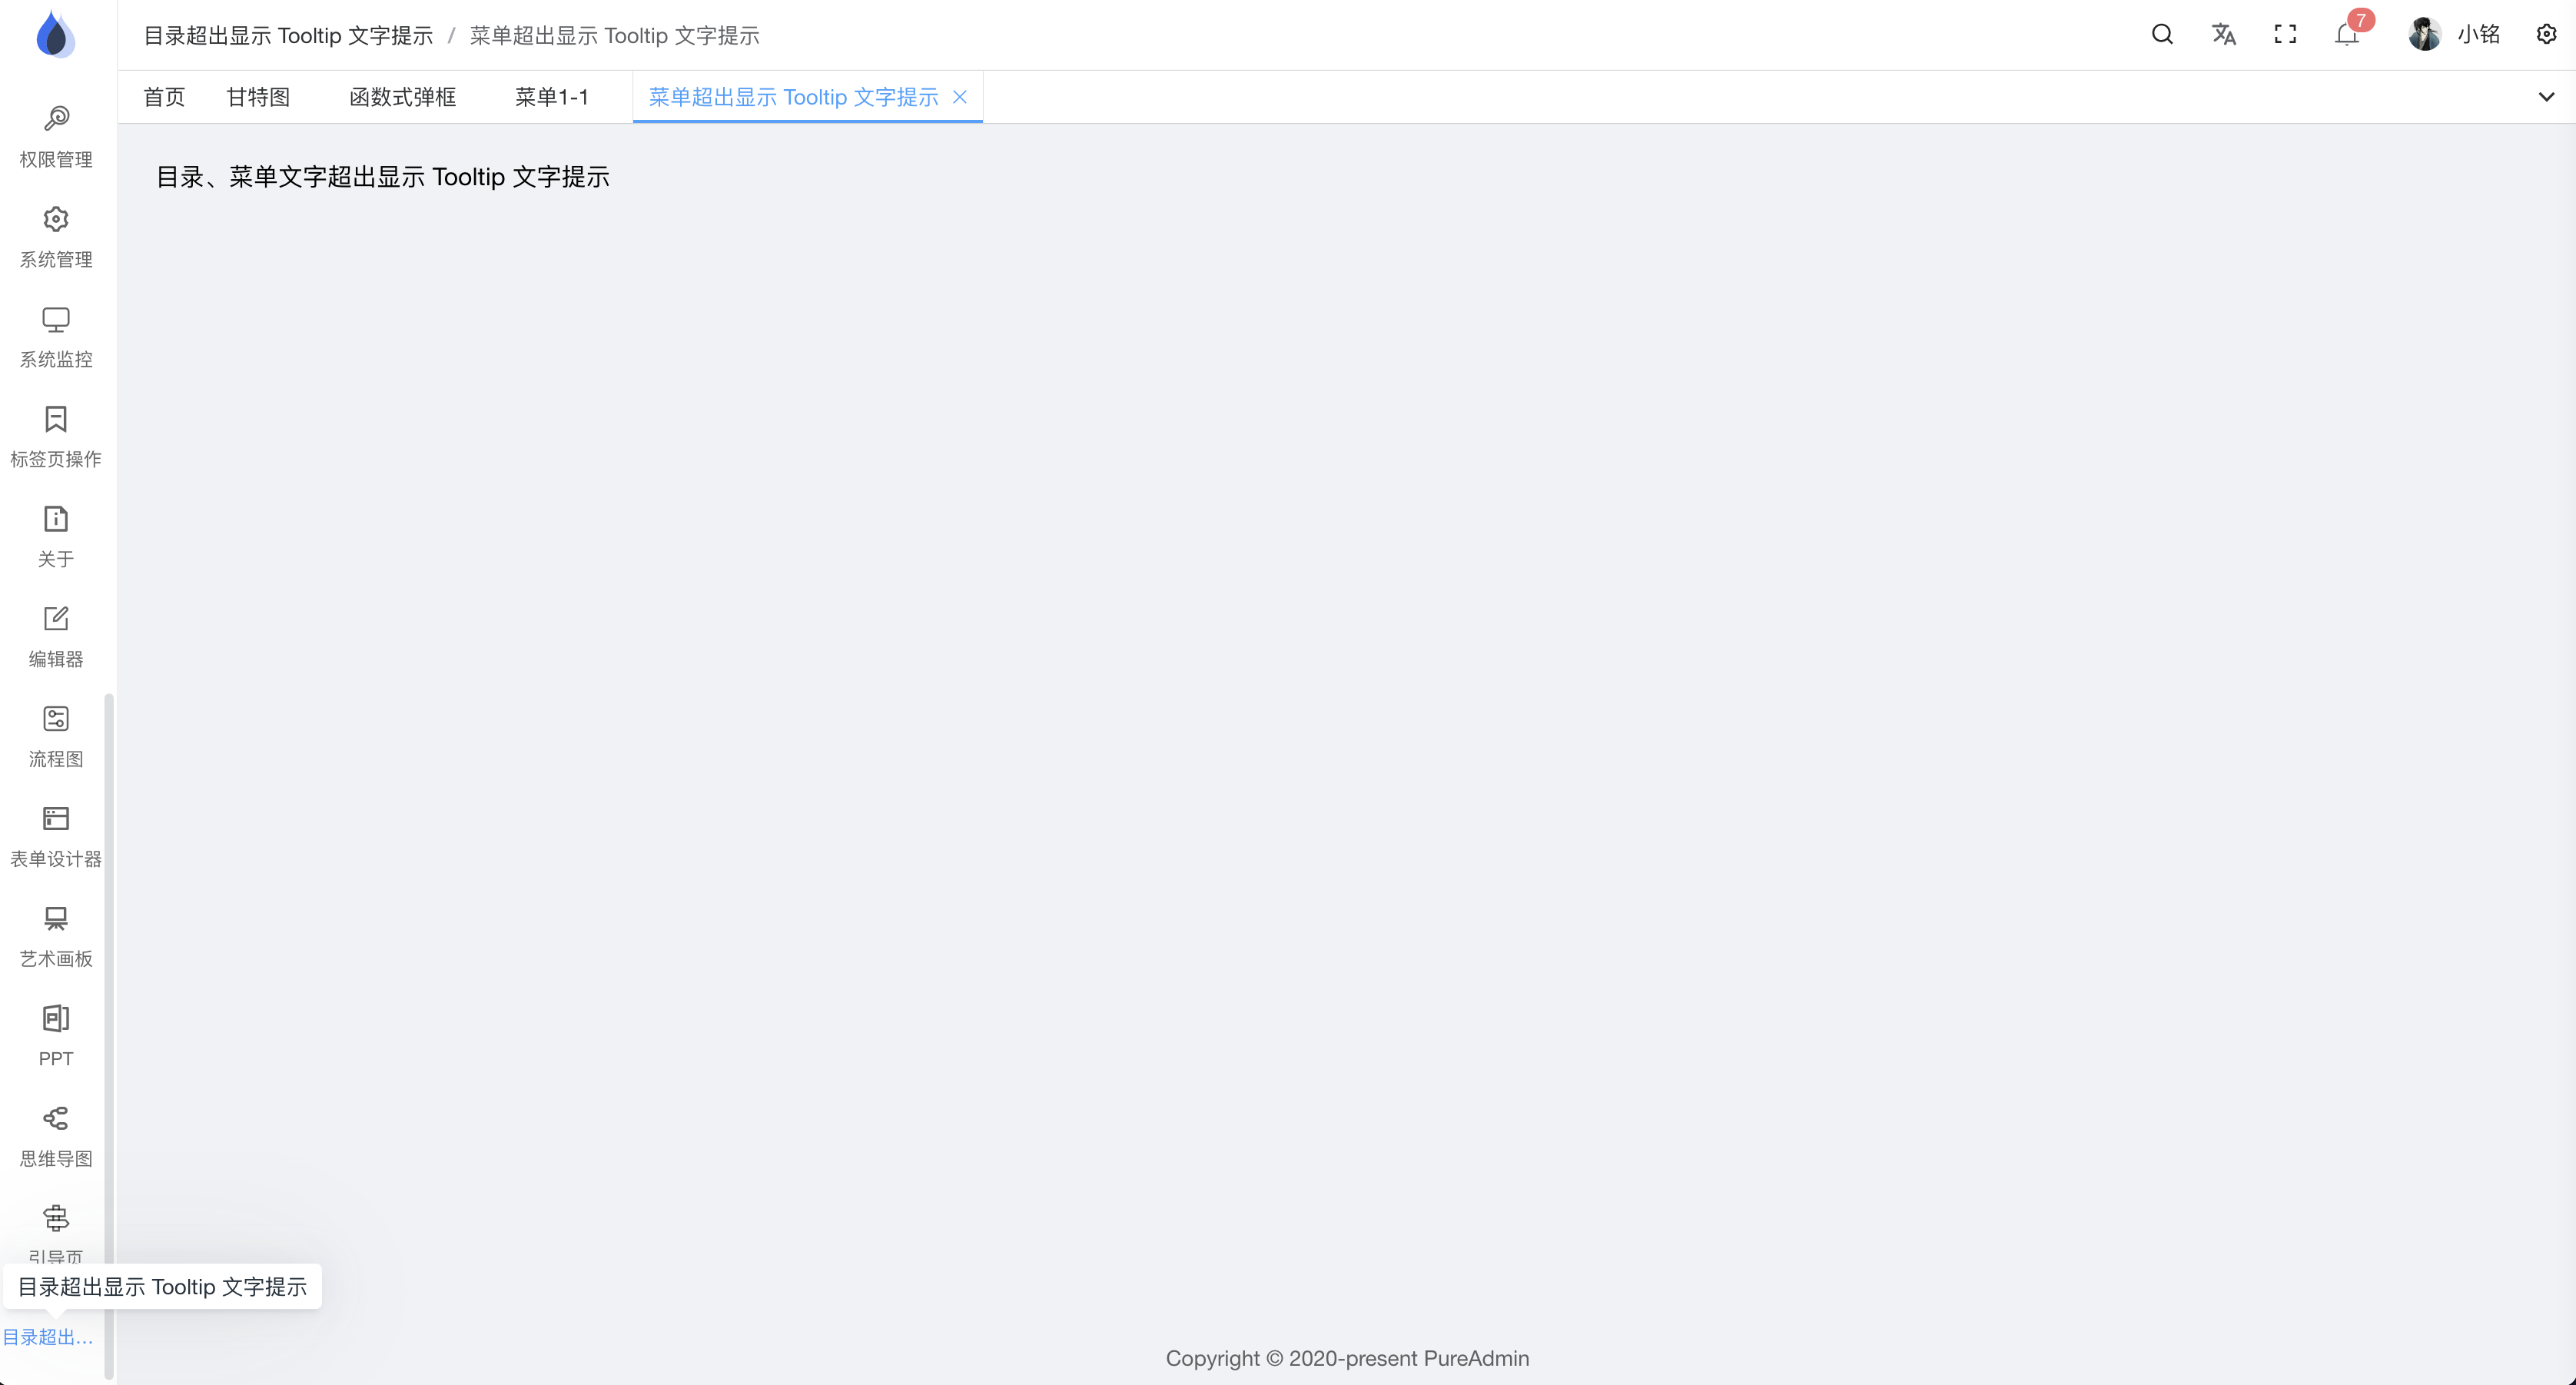 目录超出显示 Tooltip 文字提示 / 菜单超出显示 Tooltip 文字提示
7
小铭
首页
甘特图
函数式弹框
菜单1-1
菜单超出显示 Tooltip 文字提示
权限管理
系统管理
系统监控
标签页操作
关于
编辑器
流程图
表单设计器
艺术画板
PPT
思维导图
引导页
目录超出显示 Tooltip 文字提示
目录超出...
目录、菜单文字超出显示 Tooltip 文字提示
Copyright © 2020-present PureAdmin